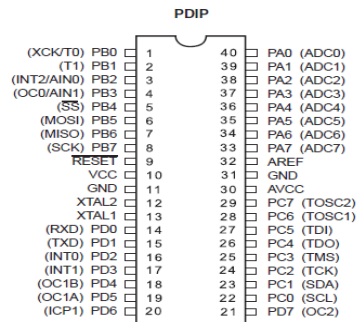 PDIP
(XCK/T0) PB0 1 40 PA0 (ADC0)
(T1) PB1 2 39 PA1 (ADC1)
(INT2/AIN0) PB2 3 38 PA2 (ADC2)
(OC0/AIN1) PB3 4 37 PA3 (ADC3)
(SS) PB4 5 36 PA4 (ADC4)
(MOSI) PB5 6 35 PA5 (ADC5)
(MISO) PB6 7 34 PA6 (ADC6)
(SCK) PB7 8 33 PA7 (ADC7)
RESET 9 32 AREF
VCC 10 31 GND
GND 11 30 AVCC
XTAL2 12 29 PC7 (TOSC2)
XTAL1 13 28 PC6 (TOSC1)
(RXD) PD0 14 27 PC5 (TDI)
(TXD) PD1 15 26 PC4 (TDO)
(INT0) PD2 16 25 PC3 (TMS)
(INT1) PD3 17 24 PC2 (TCK)
(OC1B) PD4 18 23 PC1 (SDA)
(OC1A) PD5 19 22 PC0 (SCL)
(ICP1) PD6 20 21 PD7 (OC2)